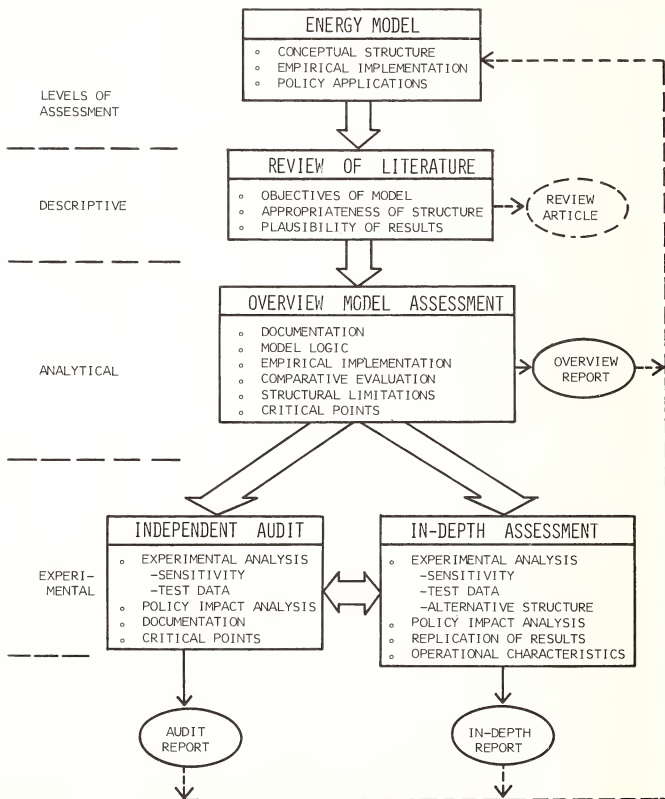 ENERGY MODEL
° CONCEPTUAL STRUCTURE
° EMPIRICAL IMPLEMENTATION
° POLICY APPLICATIONS
LEVELS OF
ASSESSMENT
REVIEW OF LITERATURE
° OBJECTIVES OF MODEL
° APPROPRIATENESS OF STRUCTURE
° PLAUSIBILITY OF RESULTS
DESCRIPTIVE
REVIEW
ARTICLE
OVERVIEW MODEL ASSESSMENT
° DOCUMENTATION
° MODEL LOGIC
° EMPIRICAL IMPLEMENTATION
° COMPARATIVE EVALUATION
° STRUCTURAL LIMITATIONS
° CRITICAL POINTS
ANALYTICAL
OVERVIEW
REPORT
INDEPENDENT AUDIT
° EXPERIMENTAL ANALYSIS
-SENSITIVITY
-TEST DATA
° POLICY IMPACT ANALYSIS
° DOCUMENTATION
° CRITICAL POINTS
IN-DEPTH ASSESSMENT
° EXPERIMENTAL ANALYSIS
-SENSITIVITY
-TEST DATA
-ALTERNATIVE STRUCTURE
° POLICY IMPACT ANALYSIS
° REPLICATION OF RESULTS
° OPERATIONAL CHARACTERISTICS
EXPERI-
MENTAL
AUDIT
REPORT
IN-DEPTH
REPORT